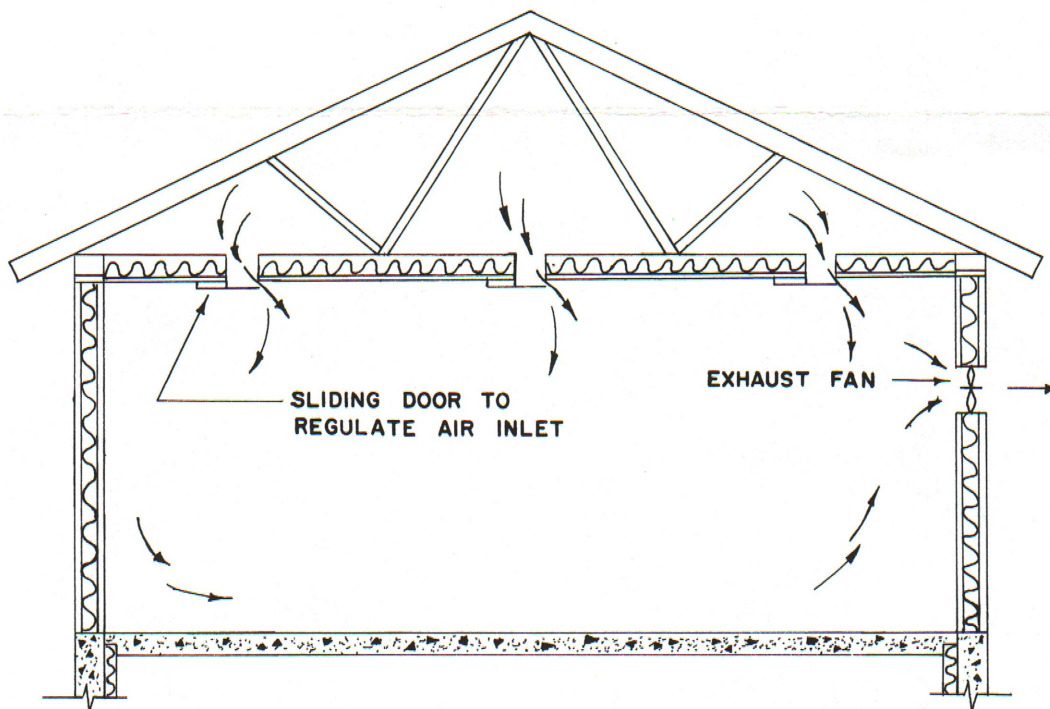 EXHAUST FAN
SLIDING DOOR TO
REGULATE AIR INLET